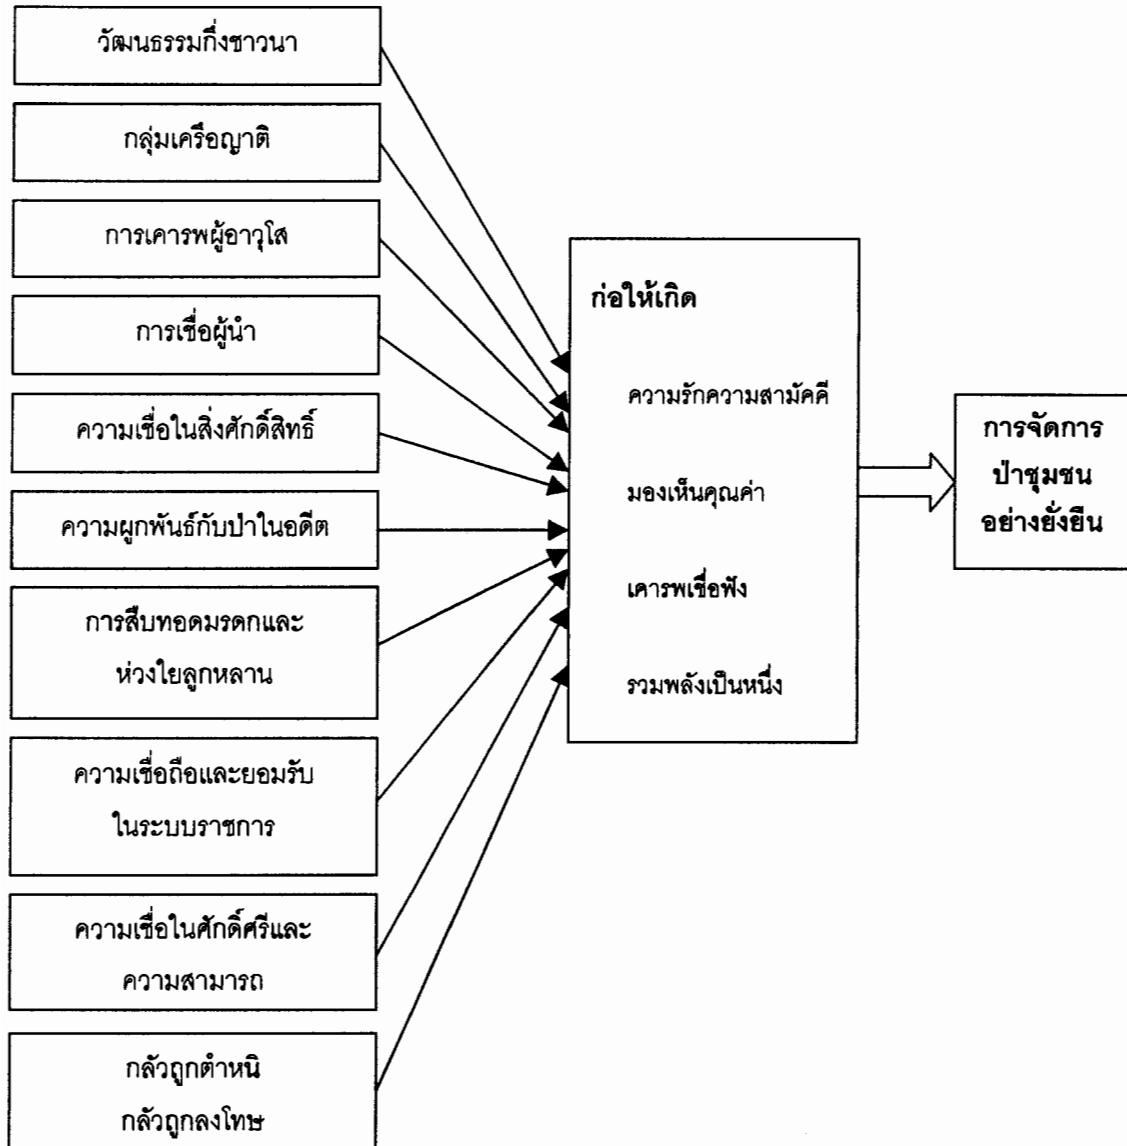 วัฒนธรรมกึ่งชาวนา
กลุ่มเครือญาติ
การเคารพผู้อาวุโส
การเชื่อผู้นำ
ความเชื่อในสิ่งศักดิ์สิทธิ์
ความผูกพันธ์กับป่าในอดีต
การสืบทอดมรดกและ
ห่วงใยลูกหลาน
ความเชื่อถือและยอมรับ
ในระบบราชการ
ความเชื่อในศักดิ์ศรีและ
ความสามารถ
กลัวถูกตำหนิ
กลัวถูกลงโทษ
ก่อให้เกิด
ความรักความสามัคคี
มองเห็นคุณค่า
เคารพเชื่อฟัง
รวมพลังเป็นหนึ่ง
การจัดการ
ป่าชุมชน
อย่างยั่งยืน